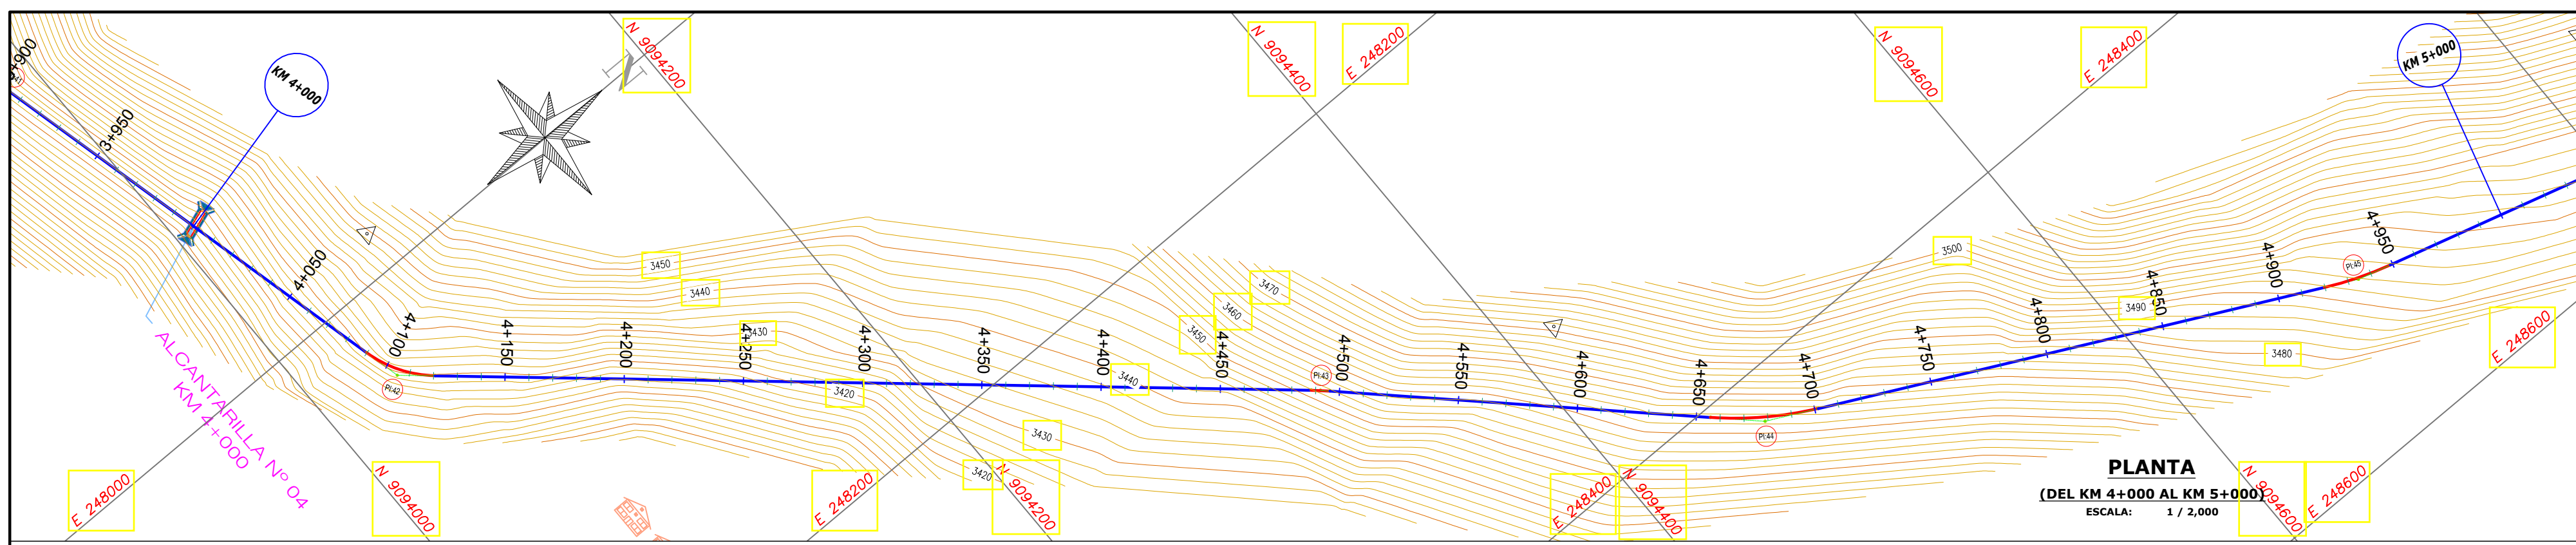 3+900
PI:41
KM 4+000
3+950
N
N 9094200
N 9094400
E 248200
N 9094600
E 248400
KM 5+000
4+050
4+100
4+150
4+200
4+250
4+300
4+350
4+400
4+450
4+500
4+550
4+600
4+650
4+700
4+750
4+800
4+850
4+900
4+950
3450
3440
3430
3420
3470
3460
3450
3440
3430
3420
3500
3490
3480
PI:42
PI:43
PI:44
PI:45
ALCANTARILLA Nº 04
KM 4+000
E 248000
N 9094000
E 248200
N 9094200
E 248400
N 9094400
E 248600
N 9094600
E 248600
PLANTA
(DEL KM 4+000 AL KM 5+000)
ESCALA: 1 / 2,000